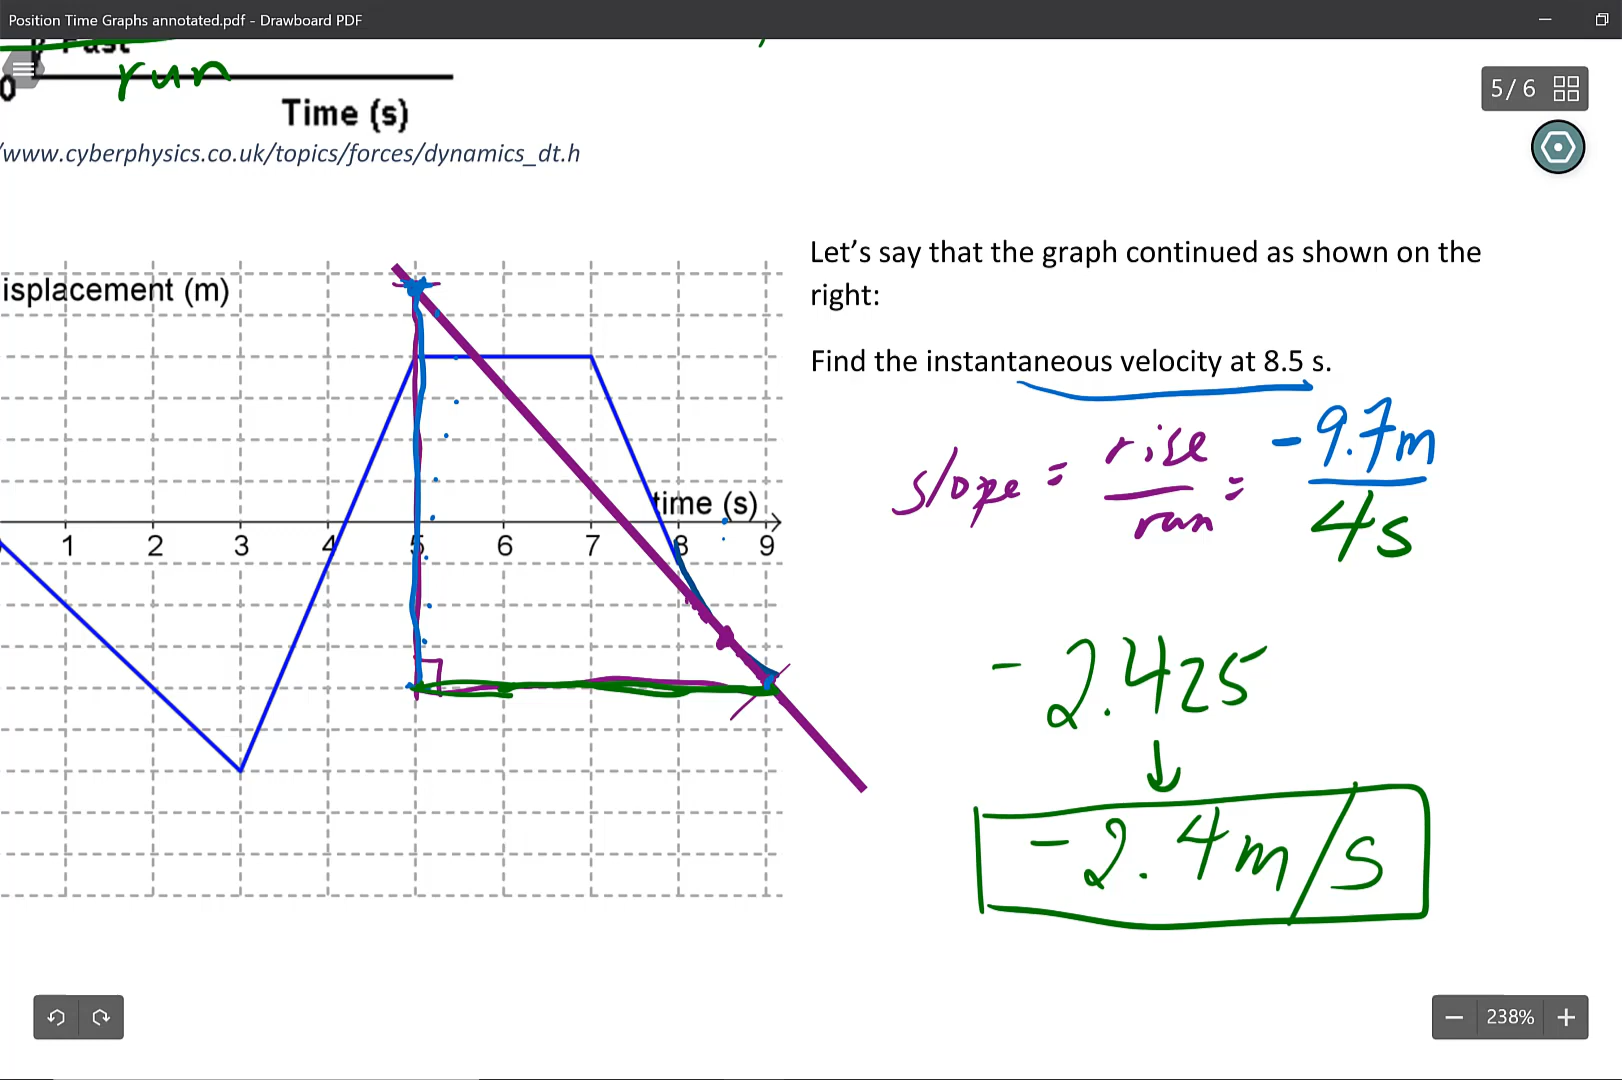 Position Time Graphs annotated.pdf - Drawboard PDF
Fast
run
0
Time (s)
/www.cyberphysics.co.uk/topics/forces/dynamics_dt.h
5 / 6
Let’s say that the graph continued as shown on the
right:
Find the instantaneous velocity at 8.5 s.
isplacement (m)
time (s)
1 2 3 4 5 6 7 8 9
slope = rise / run = -9.7m / 4s
-2.425
↓
-2.4m/s
238%